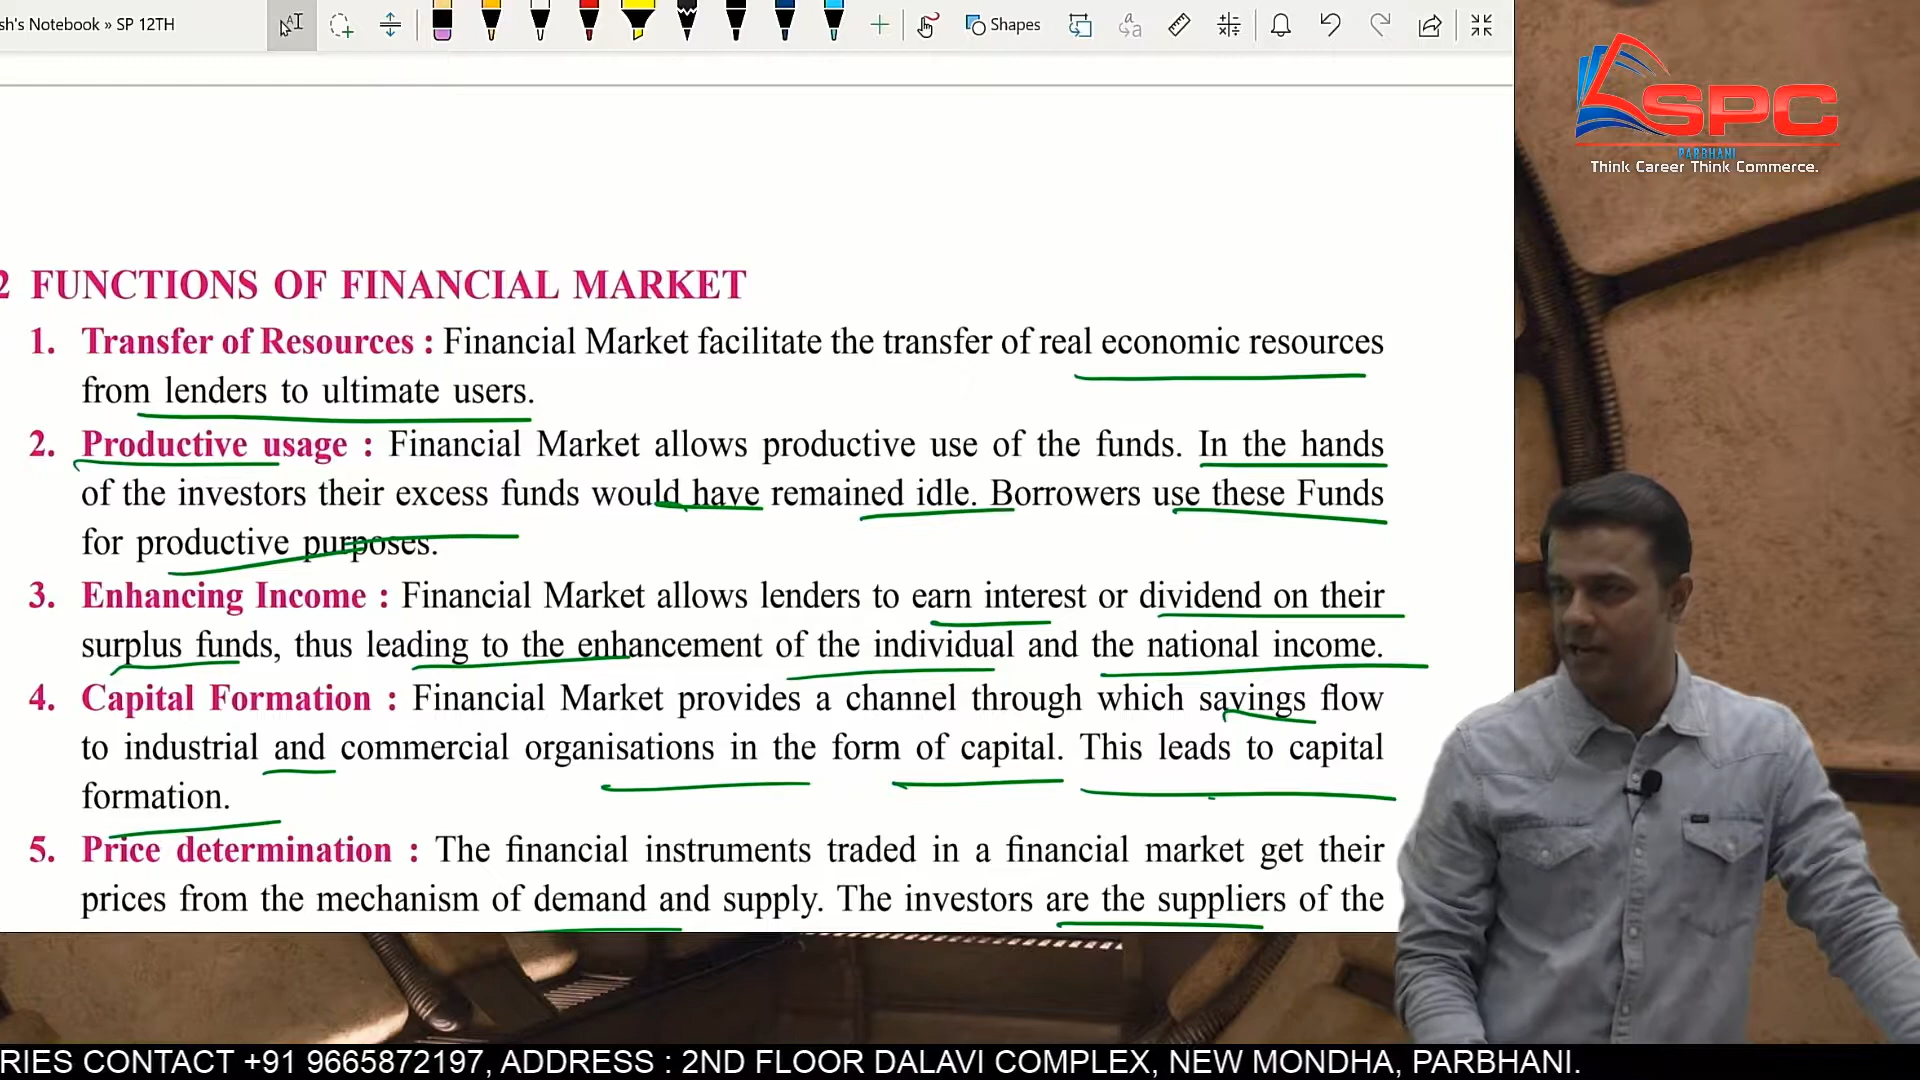 sh's Notebook » SP 12TH
Shapes
SPC
PARBHANI
Think Career Think Commerce.
2 FUNCTIONS OF FINANCIAL MARKET
1. Transfer of Resources : Financial Market facilitate the transfer of real economic resources
from lenders to ultimate users.
2. Productive usage : Financial Market allows productive use of the funds. In the hands
of the investors their excess funds would have remained idle. Borrowers use these Funds
for productive purposes.
3. Enhancing Income : Financial Market allows lenders to earn interest or dividend on their
surplus funds, thus leading to the enhancement of the individual and the national income.
4. Capital Formation : Financial Market provides a channel through which savings flow
to industrial and commercial organisations in the form of capital. This leads to capital
formation.
5. Price determination : The financial instruments traded in a financial market get their
prices from the mechanism of demand and supply. The investors are the suppliers of the
RIES CONTACT +91 9665872197, ADDRESS : 2ND FLOOR DALAVI COMPLEX, NEW MONDHA, PARBHANI.